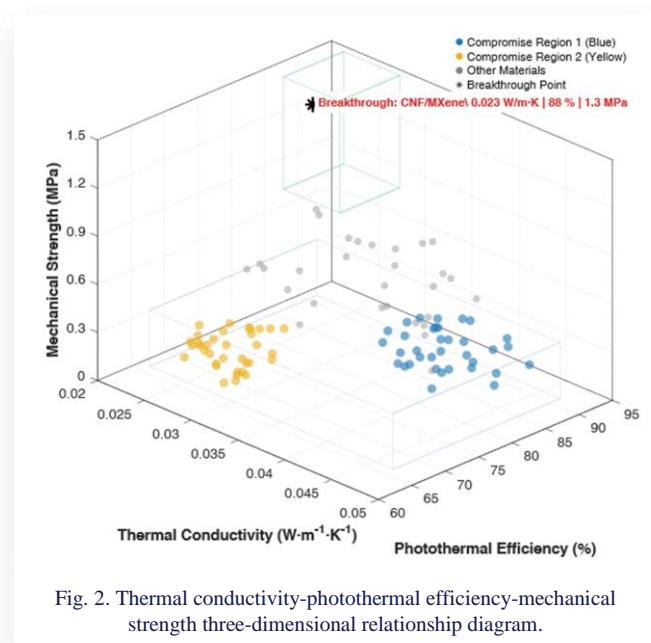 Compromise Region 1 (Blue)
Compromise Region 2 (Yellow)
Other Materials
Breakthrough Point
Breakthrough: CNF/MXene\ 0.023 W/m·K | 88 % | 1.3 MPa
1.5
1.2
0.9
0.6
0.3
0
Mechanical Strength (MPa)
0.02
0.025
0.03
0.035
0.04
0.045
0.05
Thermal Conductivity (W·m⁻¹·K⁻¹)
60
65
70
75
80
85
90
95
Photothermal Efficiency (%)
Fig. 2. Thermal conductivity-photothermal efficiency-mechanical
strength three-dimensional relationship diagram.